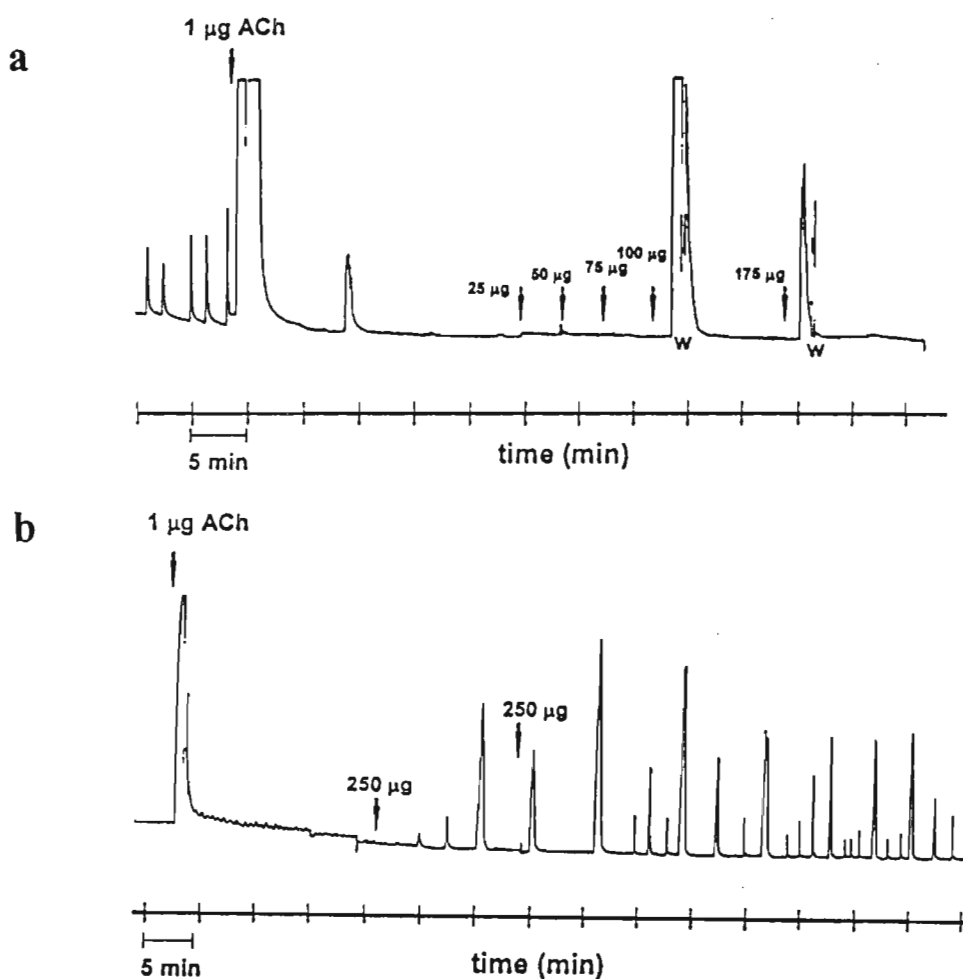 a
1 µg ACh
25 µg
50 µg
75 µg
100 µg
175 µg
W
W
5 min
time (min)
b
1 µg ACh
250 µg
250 µg
5 min
time (min)